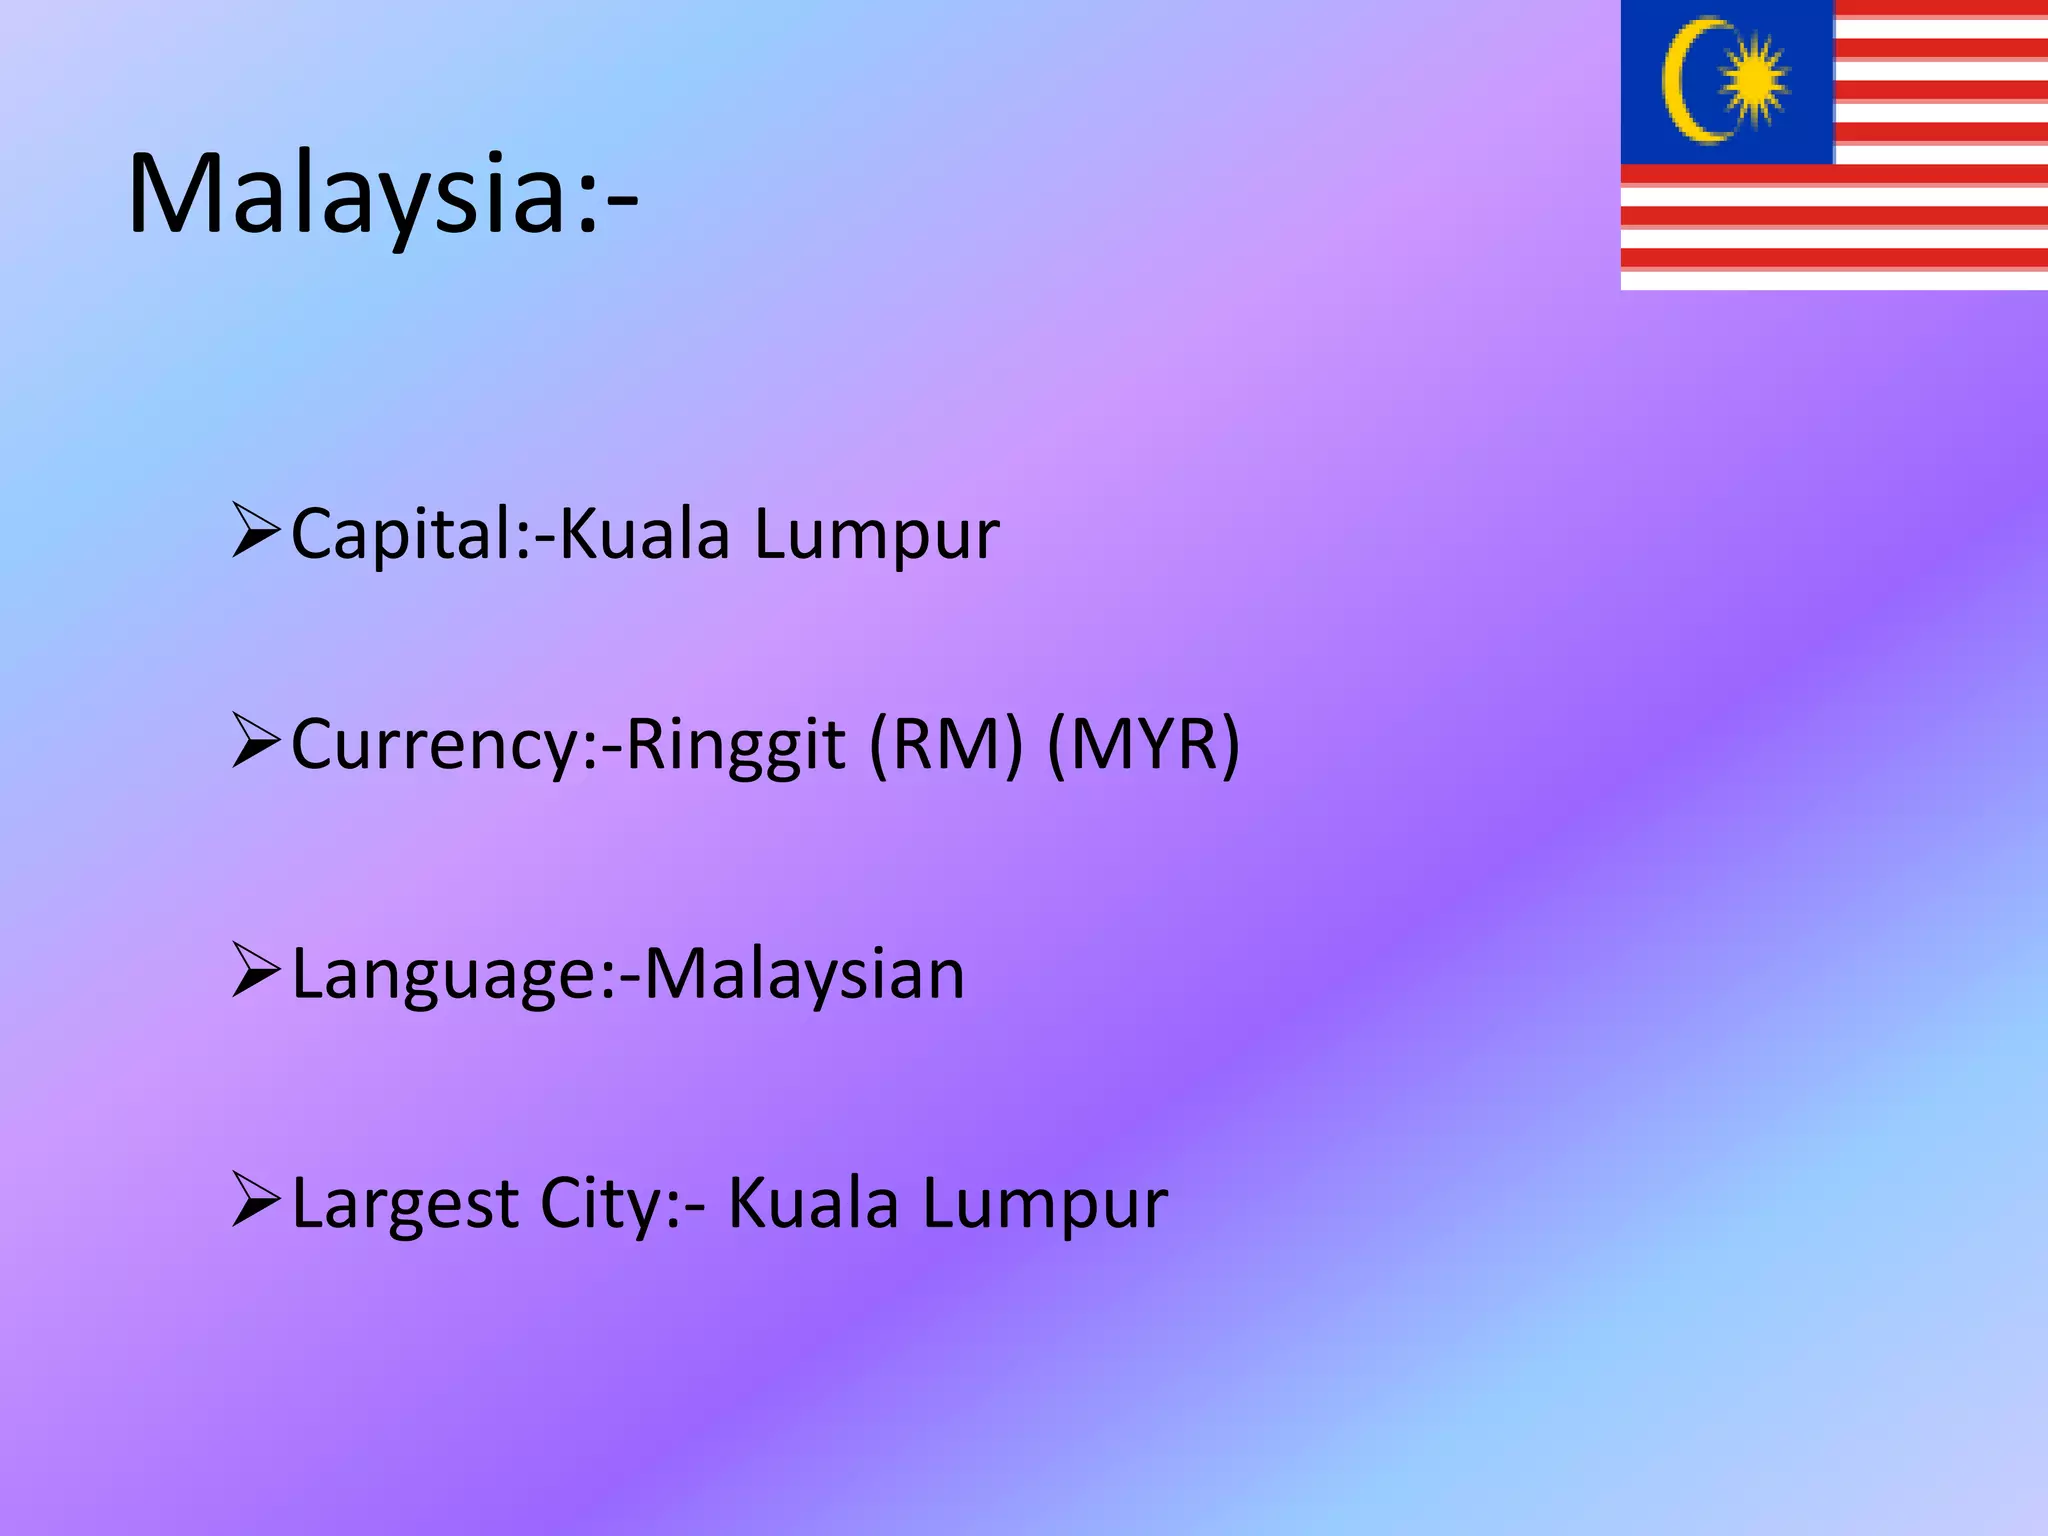 Malaysia:-
➢Capital:-Kuala Lumpur
➢Currency:-Ringgit (RM) (MYR)
➢Language:-Malaysian
➢Largest City:- Kuala Lumpur